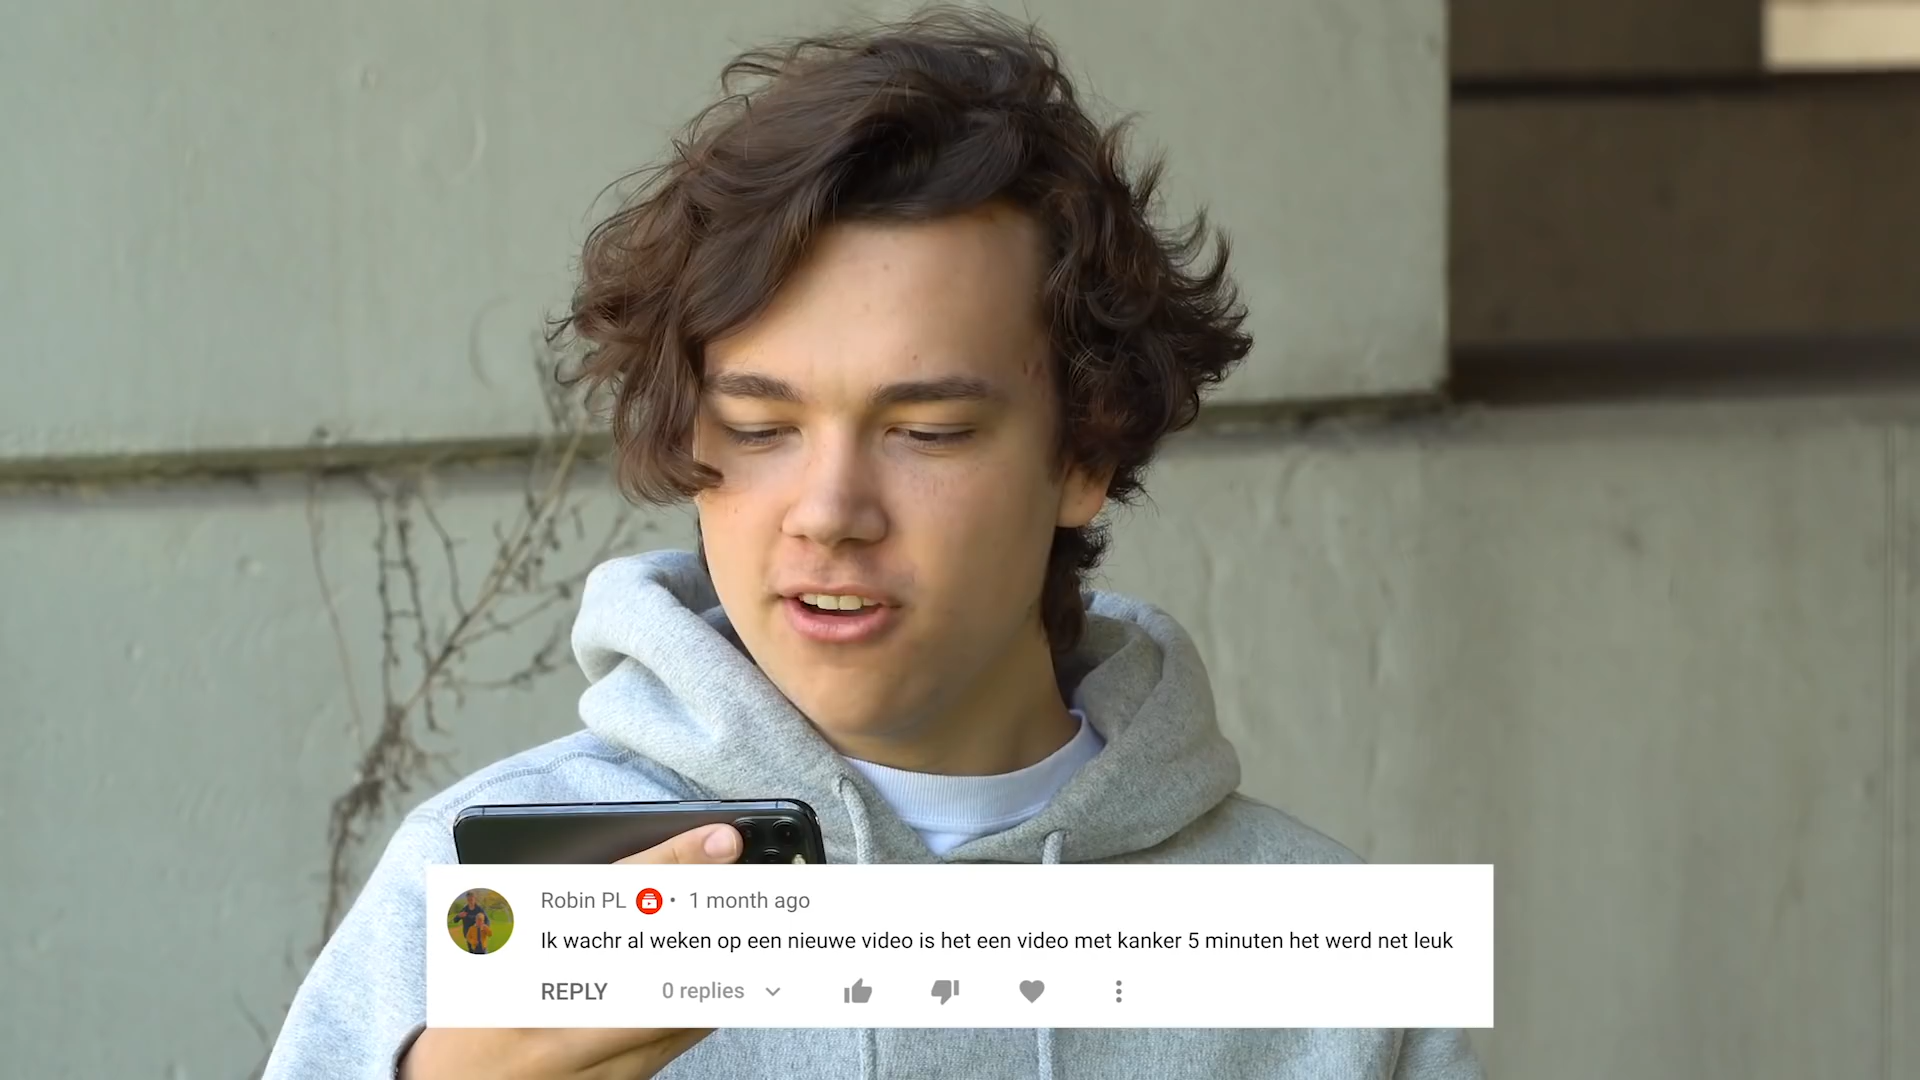 Robin PL • 1 month ago
Ik wachr al weken op een nieuwe video is het een video met kanker 5 minuten het werd net leuk
REPLY 0 replies